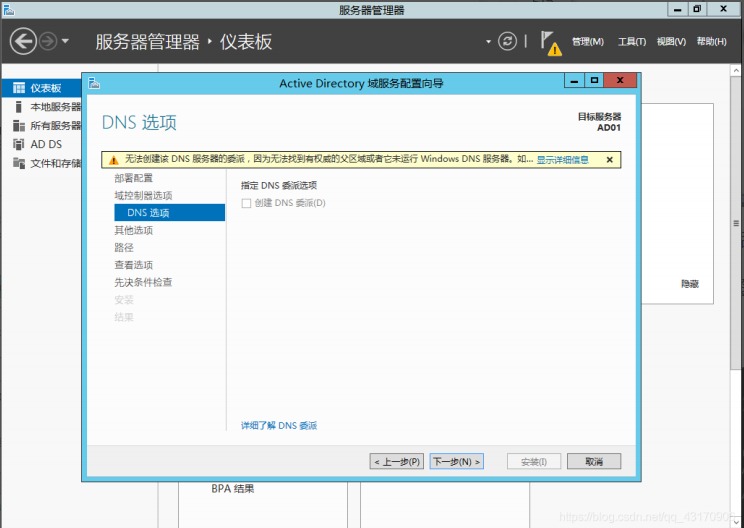 服务器管理器
服务器管理器 · 仪表板
管理(M) 工具(T) 视图(V) 帮助(H)
仪表板
本地服务器
所有服务器
AD DS
文件和存储
Active Directory 域服务配置向导
DNS 选项
目标服务器
AD01
无法创建该 DNS 服务器的委派，因为无法找到有权威的父区域或者它未运行 Windows DNS 服务器。如... 显示详细信息
部署配置
域控制器选项
DNS 选项
其他选项
路径
查看选项
先决条件检查
安装
结果
指定 DNS 委派选项
创建 DNS 委派(D)
详细了解 DNS 委派
< 上一步(P) 下一步(N) > 安装(I) 取消
隐藏
BPA 结果